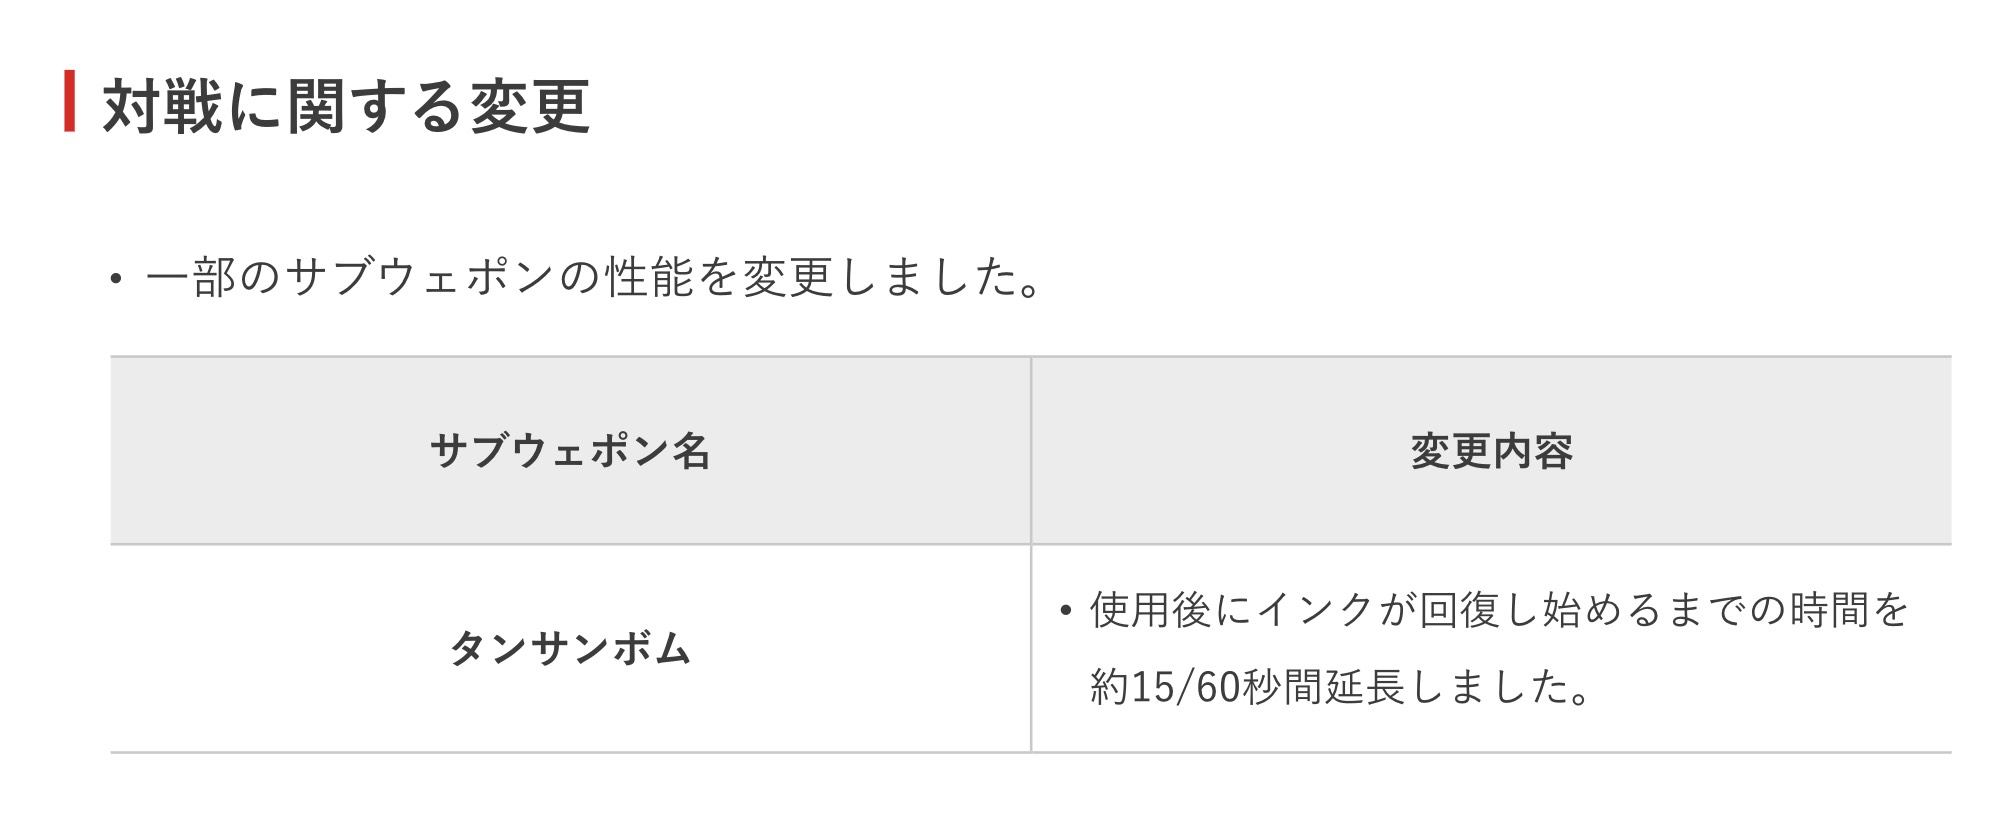 対戦に関する変更
• 一部のサブウェポンの性能を変更しました。
サブウェポン名
変更内容
タンサンボム
• 使用後にインクが回復し始めるまでの時間を
約15/60秒間延長しました。